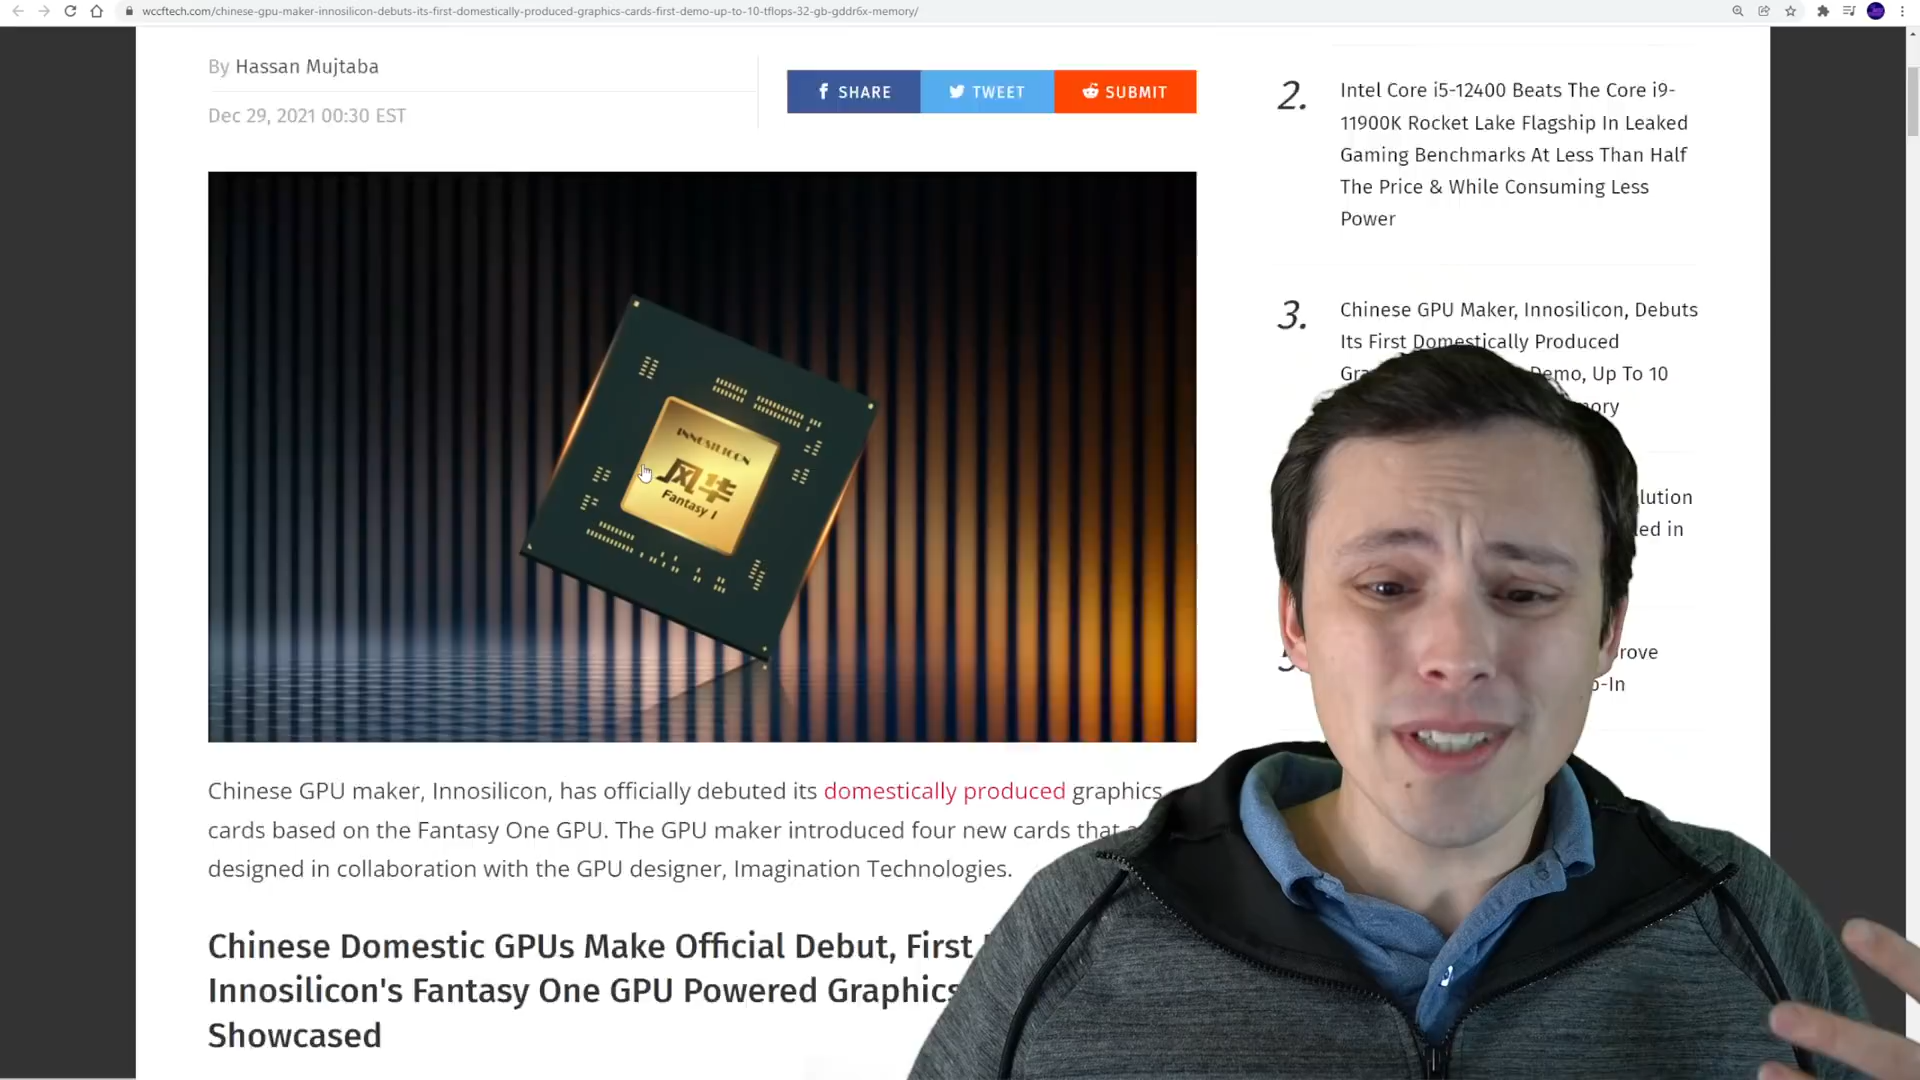 wccftech.com/chinese-gpu-maker-innosilicon-debuts-its-first-domestically-produced-graphics-cards-first-demo-up-to-10-tflops-32-gb-gddr6x-memory/
By Hassan Mujtaba
Dec 29, 2021 00:30 EST
SHARE
TWEET
SUBMIT
INNOSILICON
风华
Fantasy I
Chinese GPU maker, Innosilicon, has officially debuted its domestically produced graphics
cards based on the Fantasy One GPU. The GPU maker introduced four new cards that
designed in collaboration with the GPU designer, Imagination Technologies.
Chinese Domestic GPUs Make Official Debut, First
Innosilicon's Fantasy One GPU Powered Graphics
Showcased
2.
Intel Core i5-12400 Beats The Core i9-
11900K Rocket Lake Flagship In Leaked
Gaming Benchmarks At Less Than Half
The Price & While Consuming Less
Power
3.
Chinese GPU Maker, Innosilicon, Debuts
Its First Domestically Produced
Demo, Up To 10